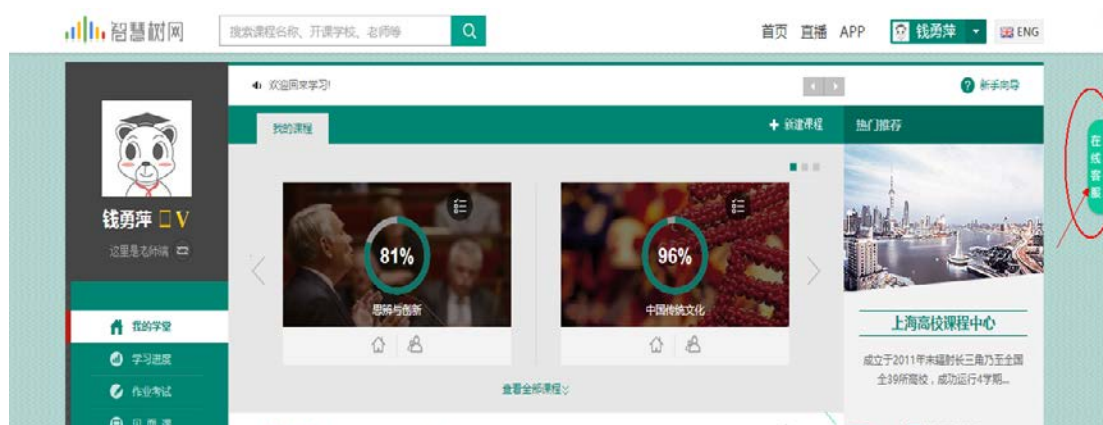 智慧树网
搜索课程名称、开课学校、老师等
首页 直播 APP
钱勇萍
ENG
欢迎回来学习!
新手向导
我的课程
新建课程
热门推荐
在线客服
钱勇萍 V
这里是老师端
81%
思辨与创新
96%
中国传统文化
我的学堂
学习进度
作业考试
见面课
查看全部课程
上海高校课程中心
成立于2011年末辐射长三角乃至全国
全39所高校，成功运行4学期...